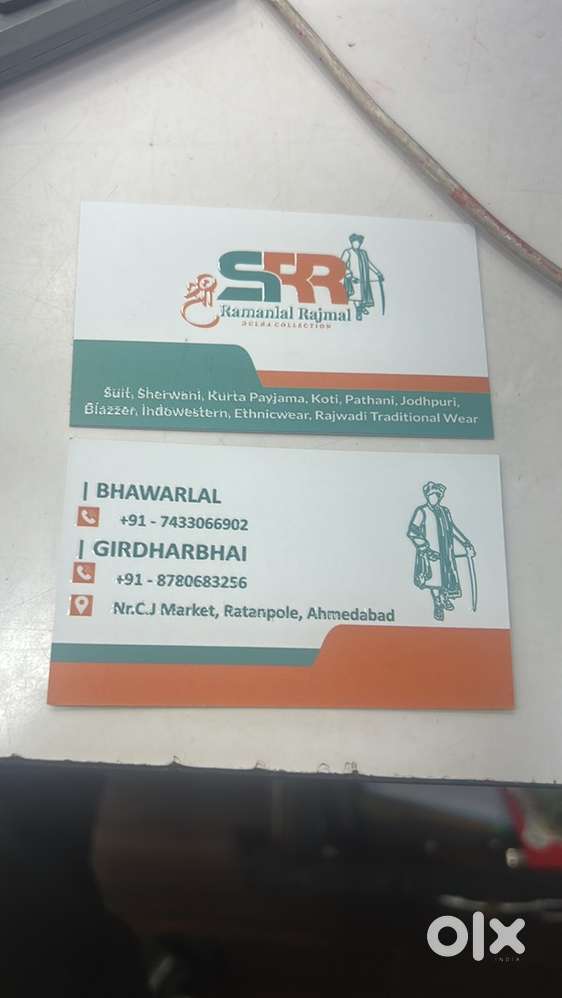 SRR
श्री Ramanlal Rajmal
DULHA COLLECTION
Suit, Sherwani, Kurta Payjama, Koti, Pathani, Jodhpuri,
Blazzer, Indowestern, Ethnicwear, Rajwadi Traditional Wear
| BHAWARLAL
+91 - 7433066902
| GIRDHARBHAI
+91 - 8780683256
Nr.C.J Market, Ratanpole, Ahmedabad
olx
INDIA